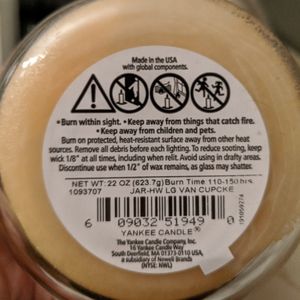 Made in the USA
with global components.
•Burn within sight. • Keep away from things that catch fire.
• Keep away from children and pets.
Burn on protected, heat-resistant surface away from other heat
sources. Remove all debris before each lighting. To reduce sooting, keep
wick 1/8" at all times, including when relit. Avoid using in drafty areas.
Discontinue use when 1/2" of wax remains, as glass may shatter.
NET WT: 22 OZ (623.7g)/Burn Time: 110-150 hrs.
1093707 JAR-HW LG VAN CUPCKE
6 09032 51949 0
YANKEE CANDLE®
The Yankee Candle Company, Inc.
16 Yankee Candle Way
South Deerfield, MA 01373-0110
a subsidiary of Newell Brands
(NYSE: NWL)